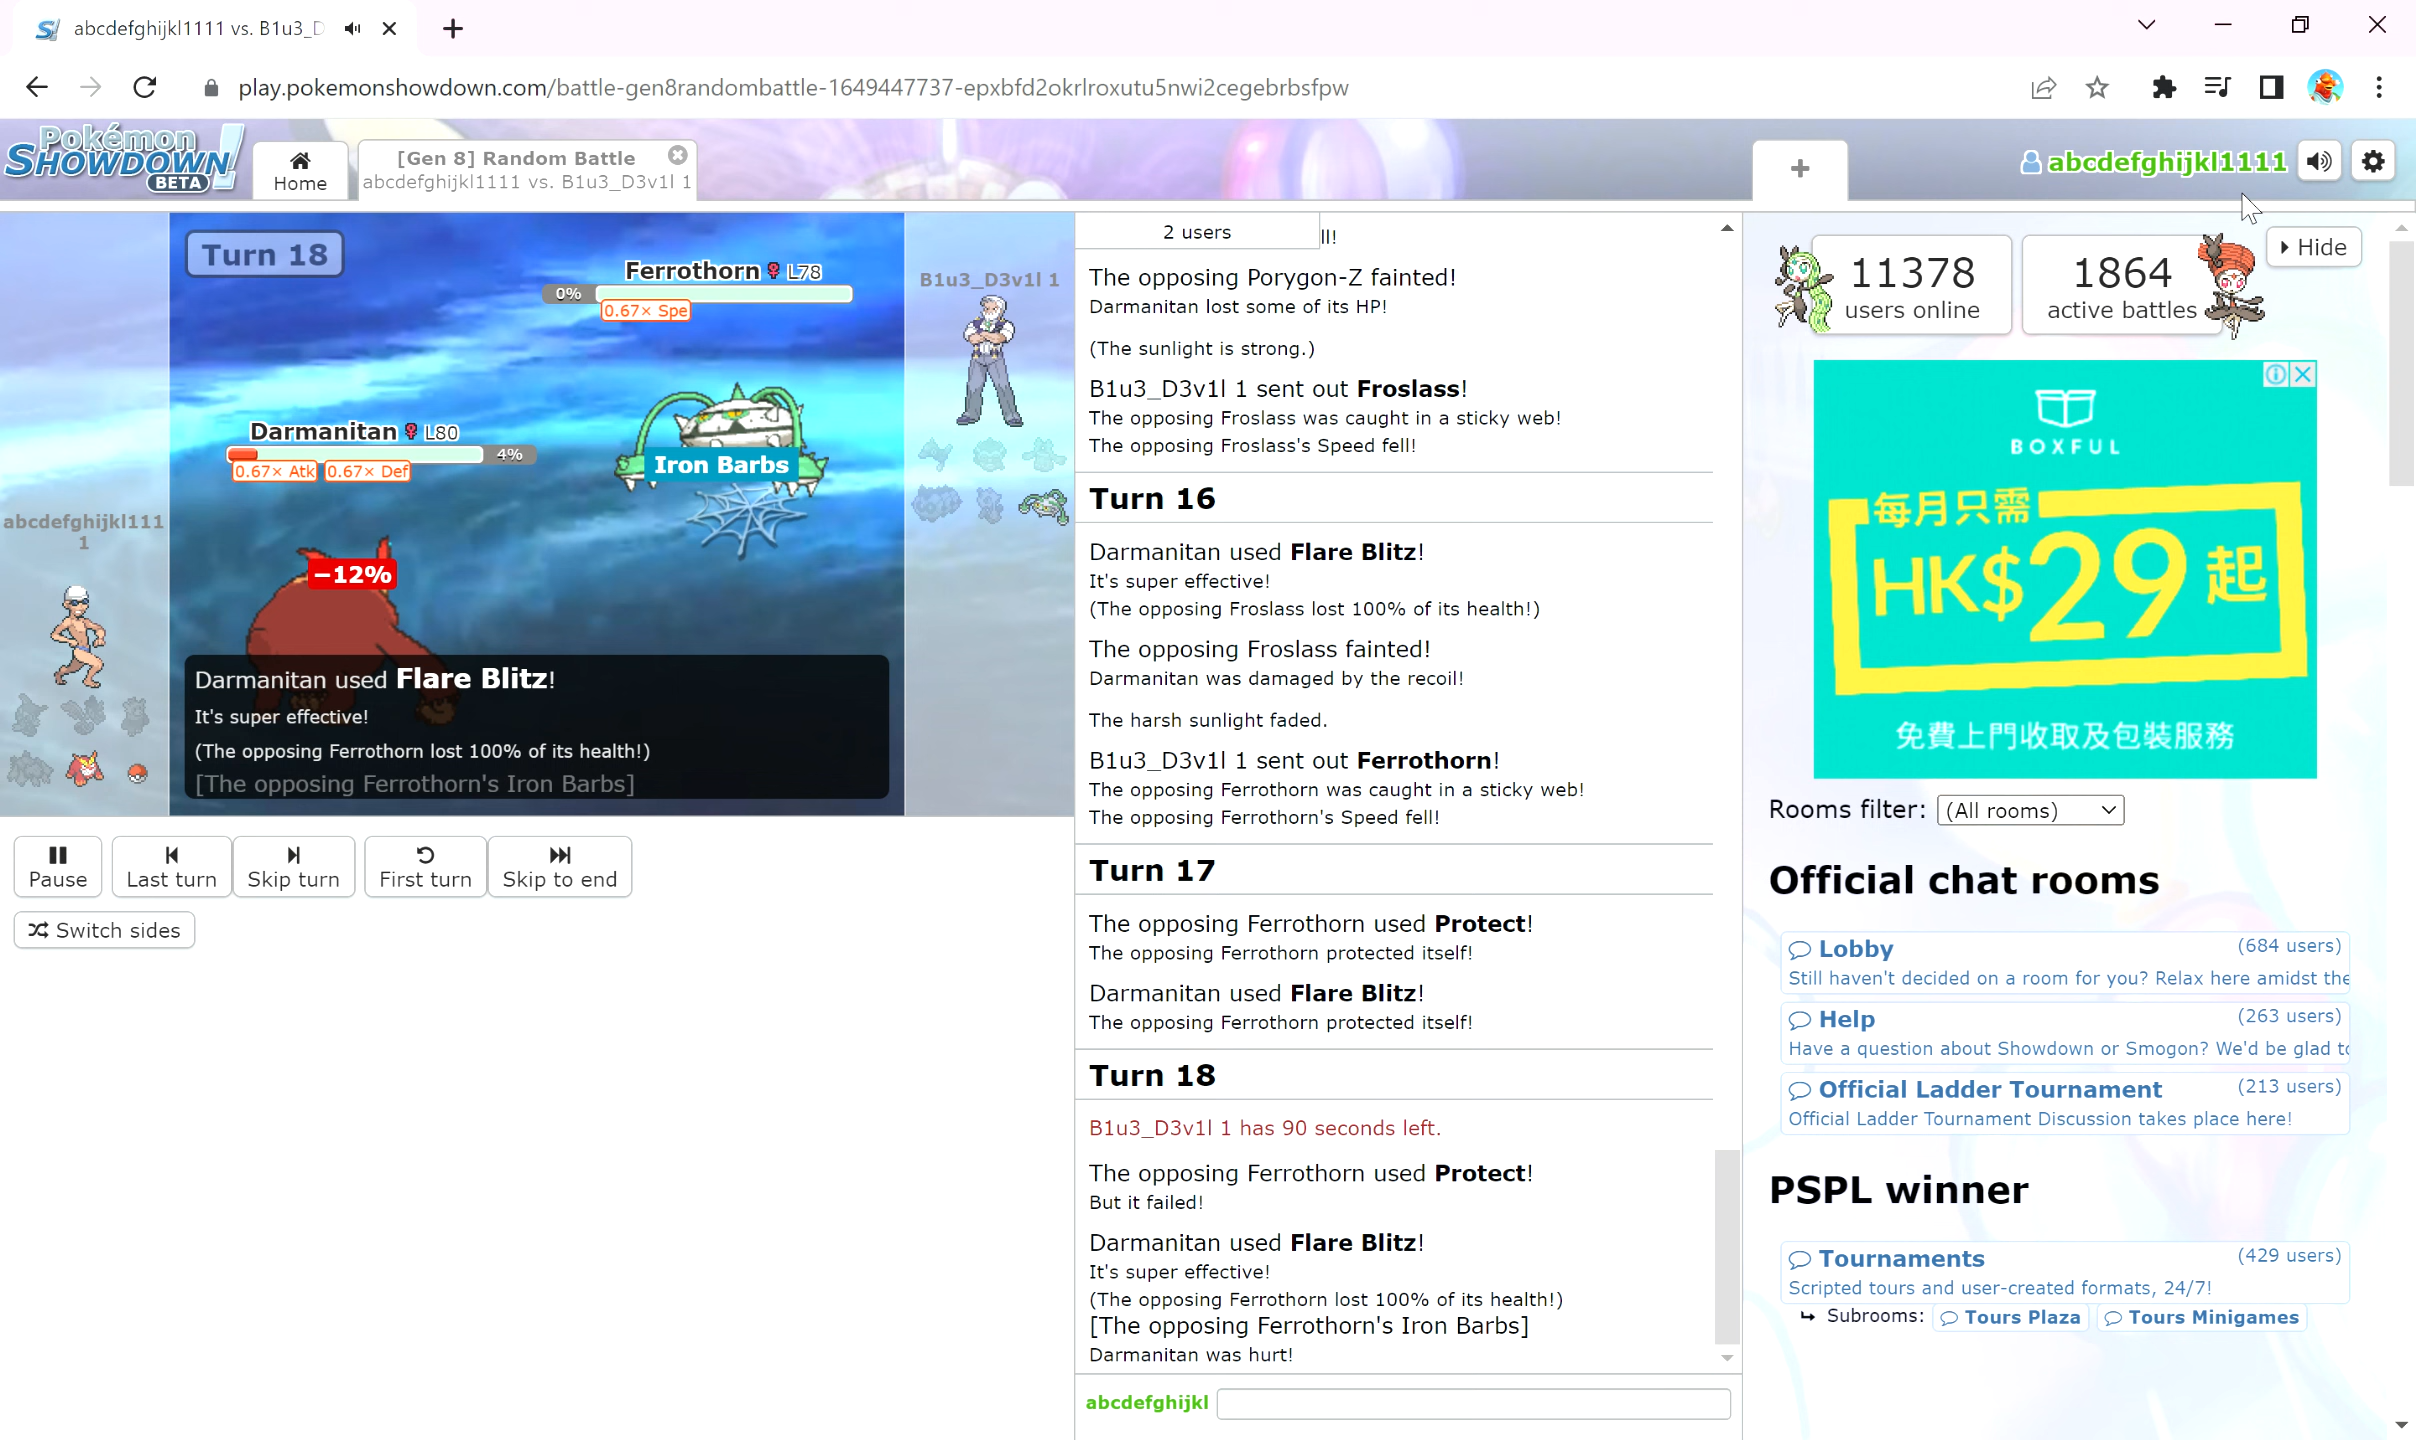 abcdefghijkl1111 vs. B1u3_D
play.pokemonshowdown.com/battle-gen8randombattle-1649447737-epxbfd2okrlroxutu5nwi2cegebrbsfpw
Pokémon
SHOWDOWN!
BETA
Home
[Gen 8] Random Battle
abcdefghijkl1111 vs. B1u3_D3v1l 1
+
abcdefghijkl1111
Turn 18
Ferrothorn L78
0%
0.67× Spe
B1u3_D3v1l 1
Darmanitan L80
4%
0.67× Atk 0.67× Def
Iron Barbs
abcdefghijkl111
1
−12%
Darmanitan used Flare Blitz!
It's super effective!
(The opposing Ferrothorn lost 100% of its health!)
[The opposing Ferrothorn's Iron Barbs]
Pause
Last turn
Skip turn
First turn
Skip to end
Switch sides
2 users
ll!
The opposing Porygon-Z fainted!
Darmanitan lost some of its HP!
(The sunlight is strong.)
B1u3_D3v1l 1 sent out Froslass!
The opposing Froslass was caught in a sticky web!
The opposing Froslass's Speed fell!
Turn 16
Darmanitan used Flare Blitz!
It's super effective!
(The opposing Froslass lost 100% of its health!)
The opposing Froslass fainted!
Darmanitan was damaged by the recoil!
The harsh sunlight faded.
B1u3_D3v1l 1 sent out Ferrothorn!
The opposing Ferrothorn was caught in a sticky web!
The opposing Ferrothorn's Speed fell!
Turn 17
The opposing Ferrothorn used Protect!
The opposing Ferrothorn protected itself!
Darmanitan used Flare Blitz!
The opposing Ferrothorn protected itself!
Turn 18
B1u3_D3v1l 1 has 90 seconds left.
The opposing Ferrothorn used Protect!
But it failed!
Darmanitan used Flare Blitz!
It's super effective!
(The opposing Ferrothorn lost 100% of its health!)
[The opposing Ferrothorn's Iron Barbs]
Darmanitan was hurt!
abcdefghijkl
11378
users online
1864
active battles
Hide
BOXFUL
每月只需
HK$29起
免費上門收取及包裝服務
Rooms filter: (All rooms)
Official chat rooms
Lobby (684 users)
Still haven't decided on a room for you? Relax here amidst the
Help (263 users)
Have a question about Showdown or Smogon? We'd be glad to
Official Ladder Tournament (213 users)
Official Ladder Tournament Discussion takes place here!
PSPL winner
Tournaments (429 users)
Scripted tours and user-created formats, 24/7!
Subrooms: Tours Plaza Tours Minigames